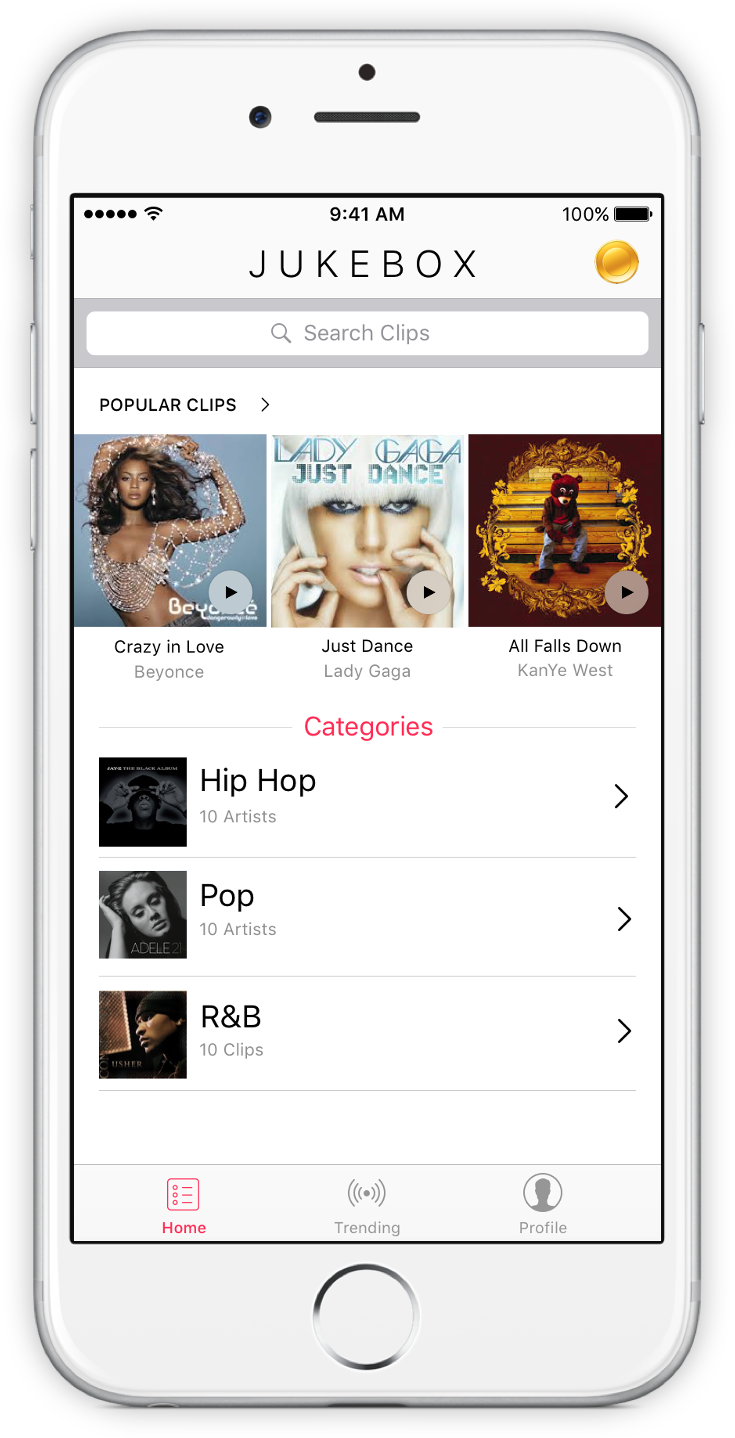 9:41 AM 100%
JUKEBOX
Search Clips
POPULAR CLIPS
LADY GAGA
JUST DANCE
Beyoncé
dangerously in love
Crazy in Love Just Dance All Falls Down
Beyonce Lady Gaga KanYe West
Categories
JAY-Z THE BLACK ALBUM
Hip Hop
10 Artists
Pop
10 Artists
ADELE 21
R&B
10 Clips
USHER
Home Trending Profile